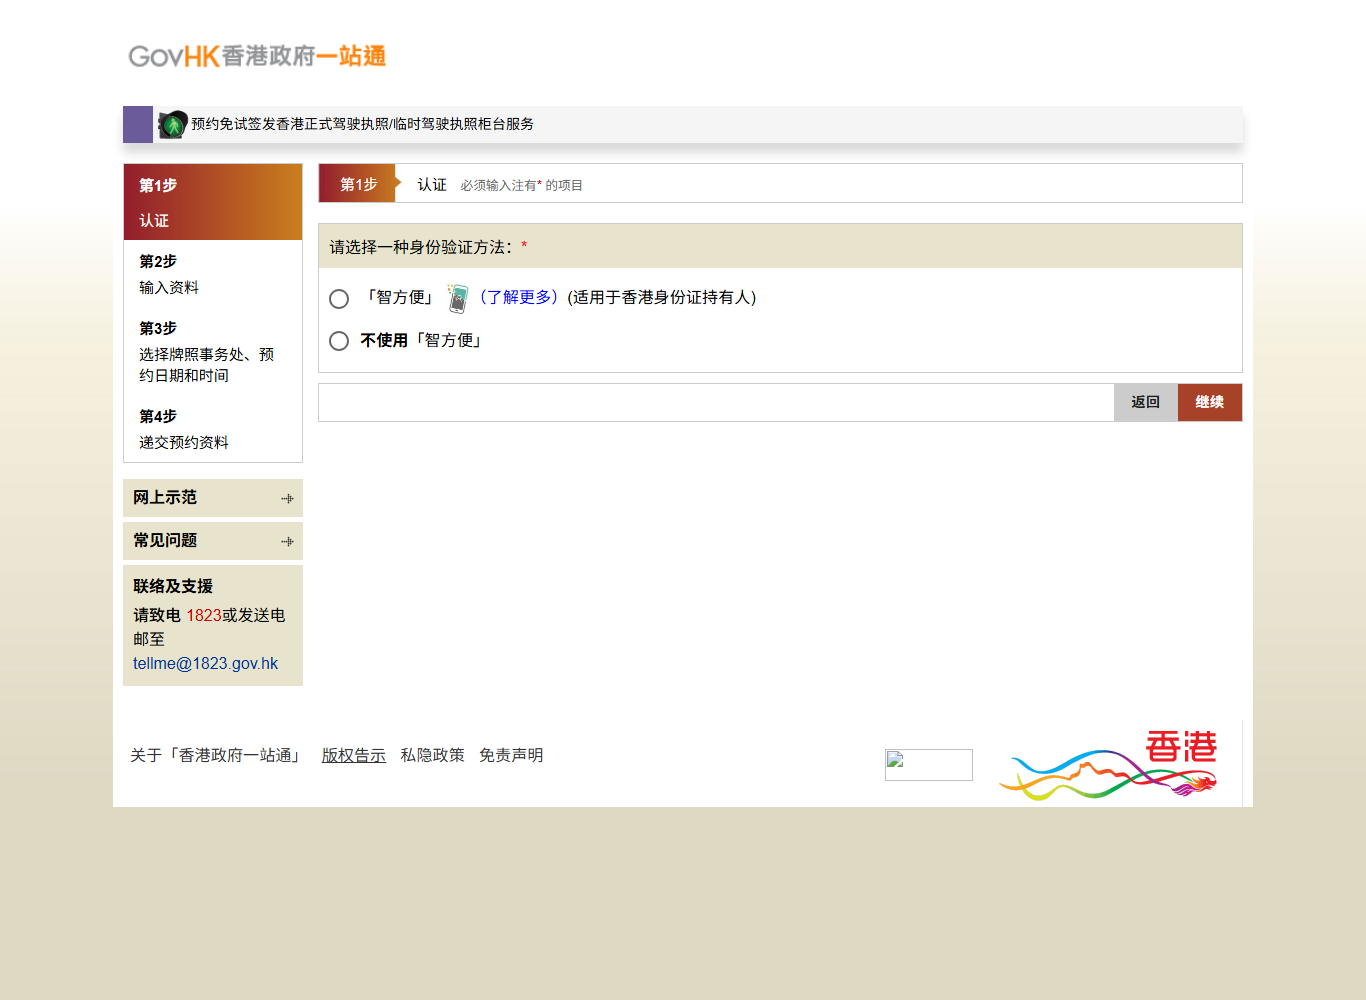 GovHK香港政府一站通
预约免试签发香港正式驾驶执照/临时驾驶执照柜台服务
第1步
认证
第2步
输入资料
第3步
选择牌照事务处、预
约日期和时间
第4步
递交预约资料
网上示范
常见问题
联络及支援
请致电 1823或发送电
邮至
tellme@1823.gov.hk
第1步 认证 必须输入注有* 的项目
请选择一种身份验证方法：*
「智方便」 （了解更多）(适用于香港身份证持有人)
不使用「智方便」
返回 继续
关于「香港政府一站通」 版权告示 私隐政策 免责声明
香港